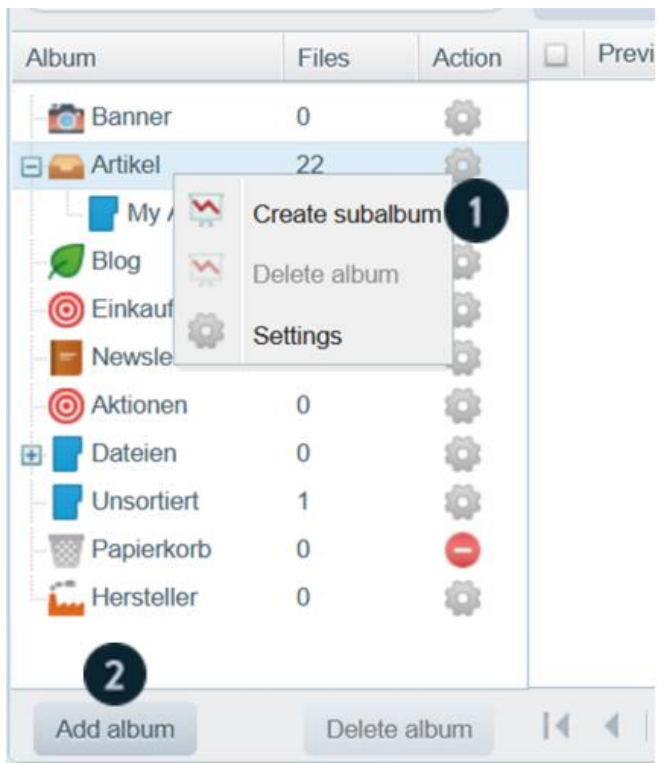 Album Files Action Previ
Banner 0
Artikel 22
My A
Create subalbum 1
Blog
Delete album
Einkauf
Settings
Newsle
Aktionen 0
Dateien 0
Unsortiert 1
Papierkorb 0
Hersteller 0
2
Add album Delete album